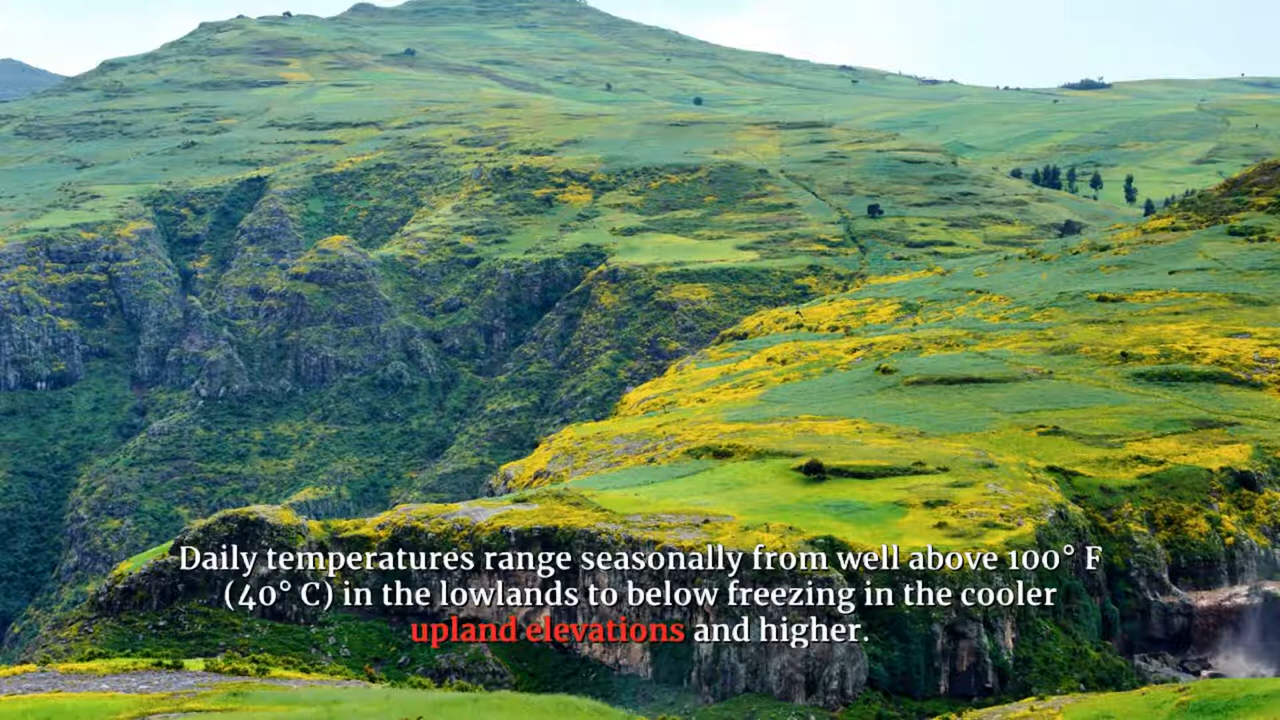 Daily temperatures range seasonally from well above 100° F
(40° C) in the lowlands to below freezing in the cooler
upland elevations and higher.